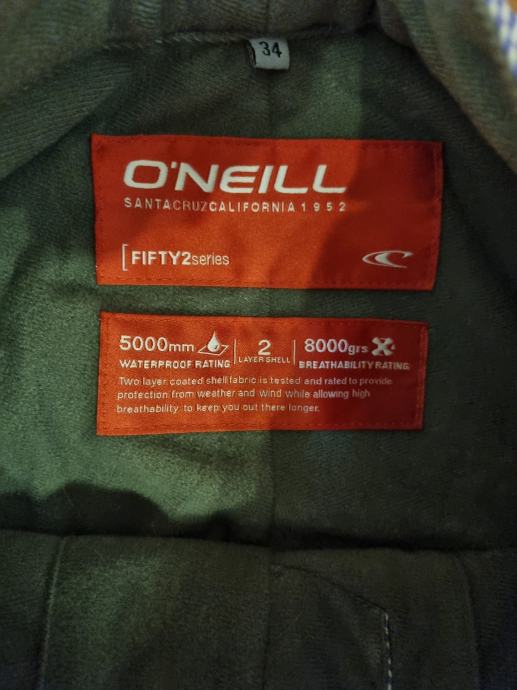 34
O'NEILL
SANTACRUZCALIFORNIA 1952
[FIFTY2series
5000mm
WATERPROOF RATING
2
LAYER SHELL
8000grs
BREATHABILITY RATING
Two layer coated shell fabric is tested and rated to provide
protection from weather and wind while allowing high
breathability to keep you out there longer.